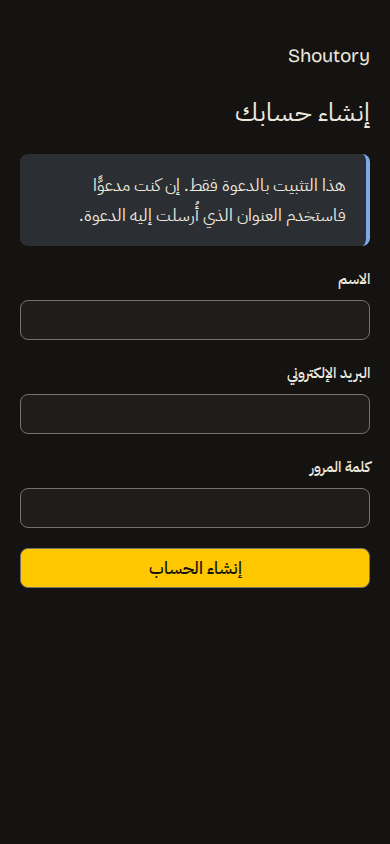 Shoutory
إنشاء حسابك
هذا التثبيت بالدعوة فقط. إن كنت مدعوًّا
فاستخدم العنوان الذي أُرسلت إليه الدعوة.
الاسم
البريد الإلكتروني
كلمة المرور
إنشاء الحساب